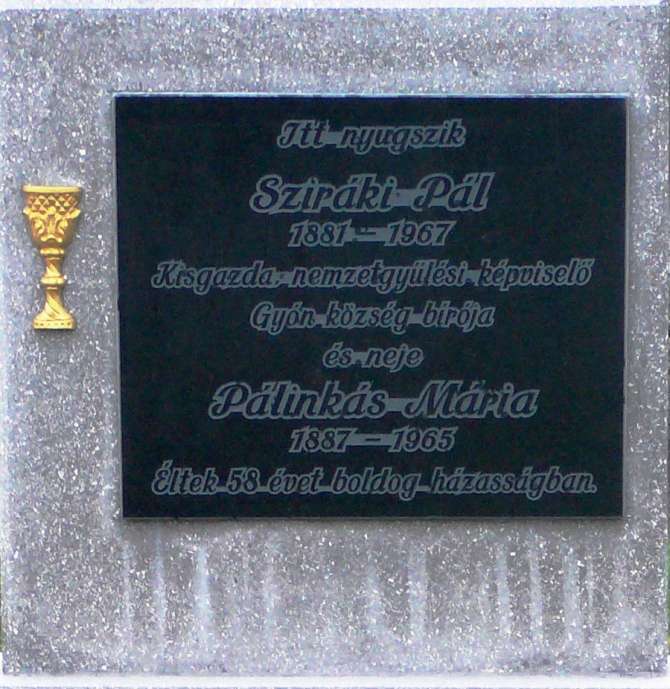 Itt nyugszik
Sziráki Pál
1881 – 1967
Kisgazda nemzetgyűlési képviselő
Gyón község bírója
és neje
Pálinkás Mária
1887 – 1965
Éltek 58 évet boldog házasságban.